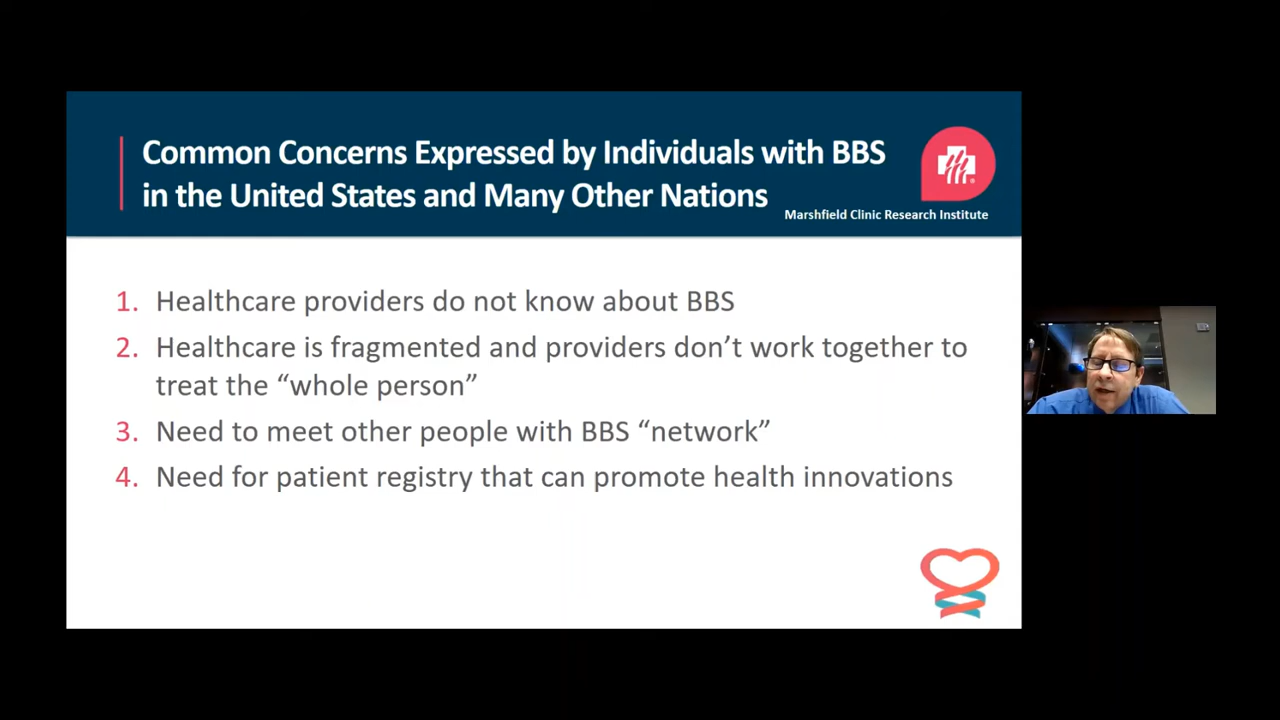 Common Concerns Expressed by Individuals with BBS
in the United States and Many Other Nations
Marshfield Clinic Research Institute
1. Healthcare providers do not know about BBS
2. Healthcare is fragmented and providers don’t work together to
treat the “whole person”
3. Need to meet other people with BBS “network”
4. Need for patient registry that can promote health innovations